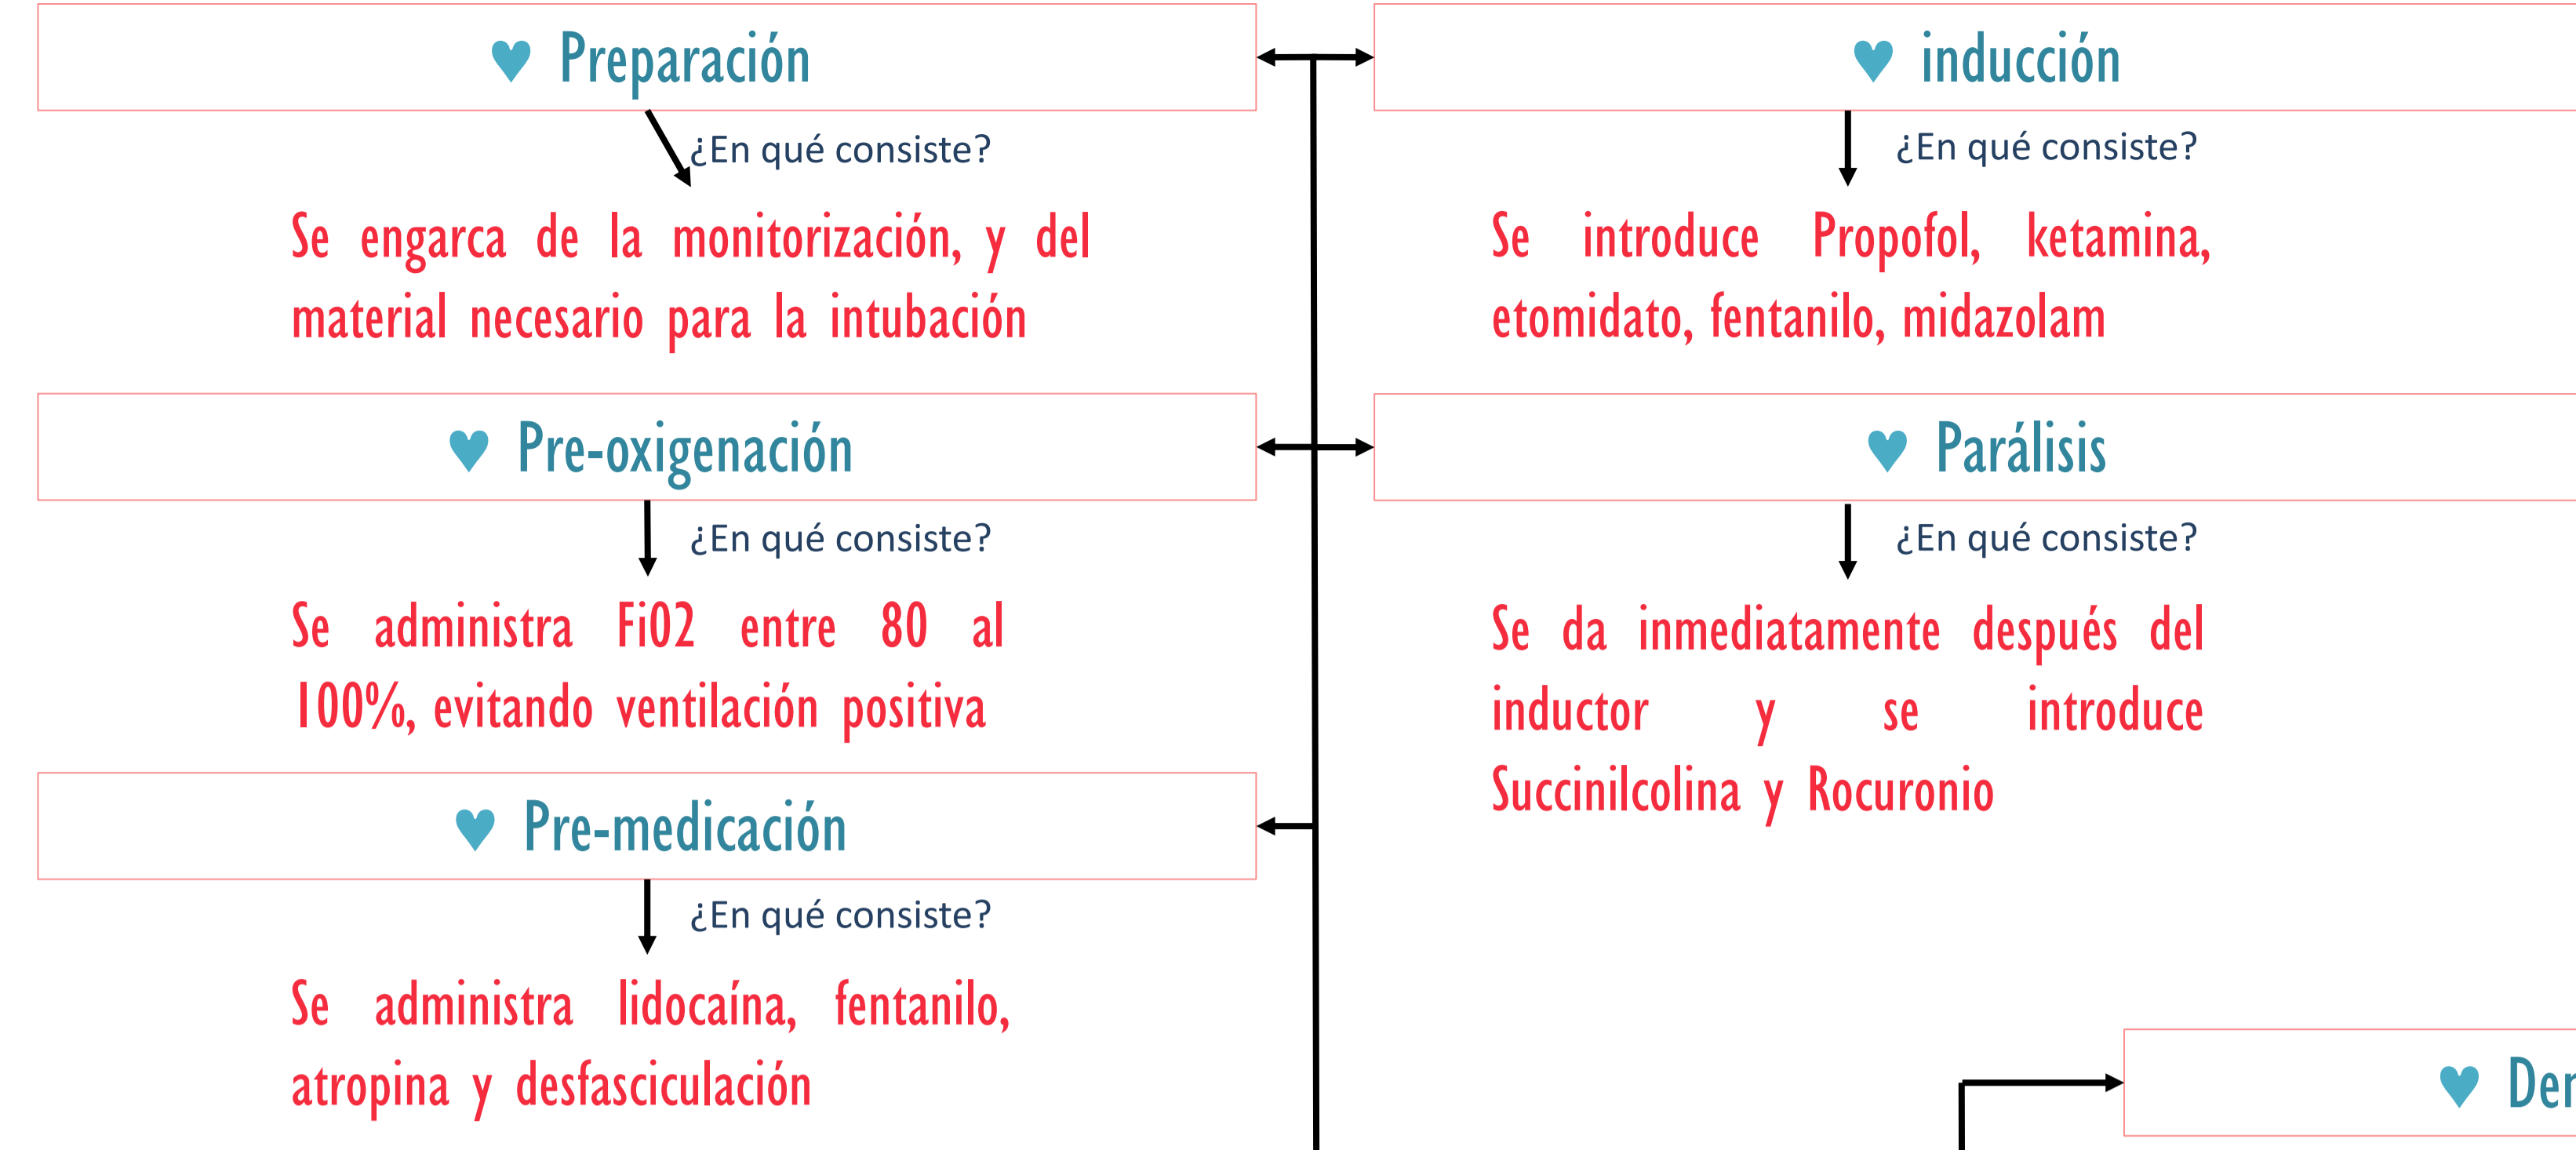 ♥ Preparación
¿En qué consiste?
Se engarca de la monitorización, y del
material necesario para la intubación
♥ Pre-oxigenación
¿En qué consiste?
Se administra Fi02 entre 80 al
100%, evitando ventilación positiva
♥ Pre-medicación
¿En qué consiste?
Se administra lidocaína, fentanilo,
atropina y desfasciculación
♥ inducción
¿En qué consiste?
Se introduce Propofol, ketamina,
etomidato, fentanilo, midazolam
♥ Parálisis
¿En qué consiste?
Se da inmediatamente después del
inductor y se introduce
Succinilcolina y Rocuronio